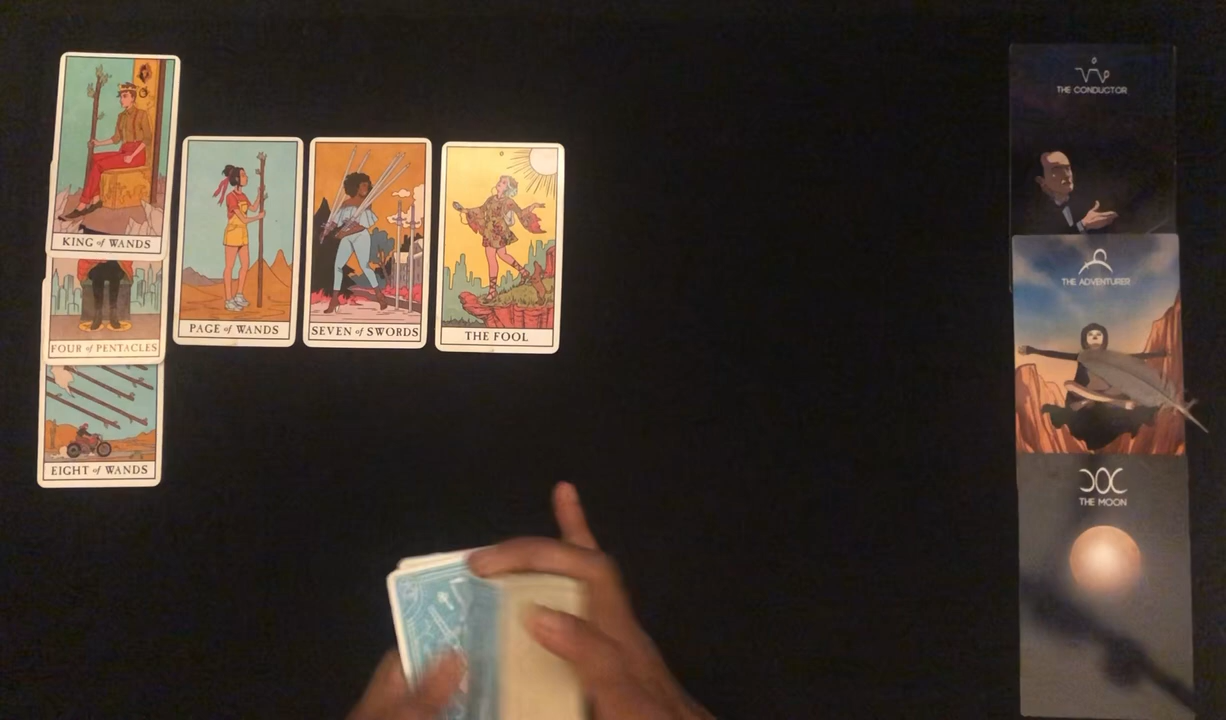 KING of WANDS
FOUR of PENTACLES
EIGHT of WANDS
PAGE of WANDS
SEVEN of SWORDS
THE FOOL
THE CONDUCTOR
THE ADVENTURER
THE MOON